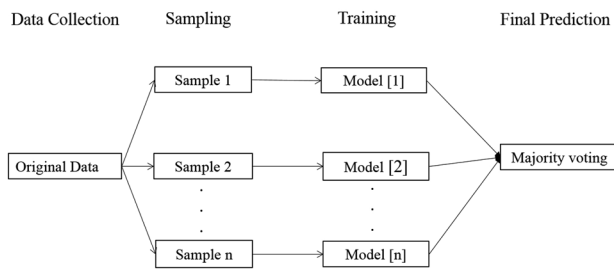 Data Collection Sampling Training Final Prediction
Sample 1 Model [1]
Original Data Sample 2 Model [2] Majority voting
Sample n Model [n]